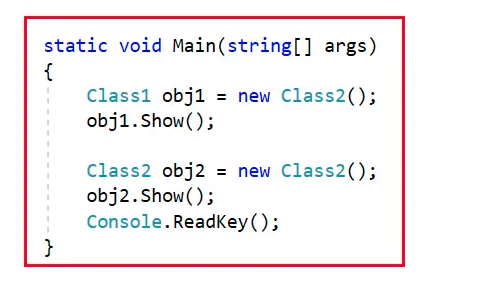 static void Main(string[] args)
{
    Class1 obj1 = new Class2();
    obj1.Show();

    Class2 obj2 = new Class2();
    obj2.Show();
    Console.ReadKey();
}